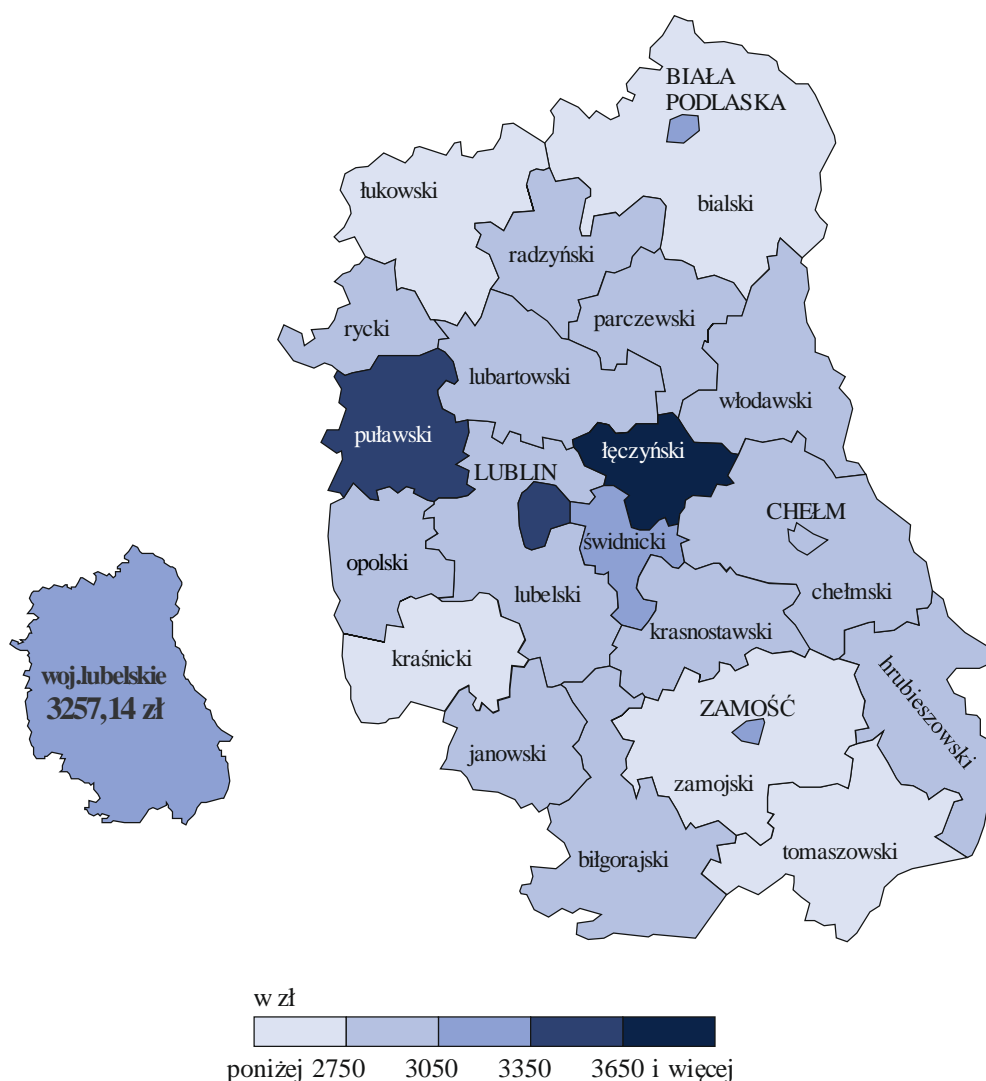 BIAŁA
PODLASKA
łukowski
bialski
radzyński
rycki
parczewski
lubartowski
włodawski
puławski
łęczyński
LUBLIN
CHEŁM
świdnicki
opolski
lubelski
chełmski
krasnostawski
kraśnicki
hrubieszowski
woj.lubelskie
3257,14 zł
ZAMOŚĆ
janowski
zamojski
biłgorajski
tomaszowski
w zł
poniżej 2750 3050 3350 3650 i więcej